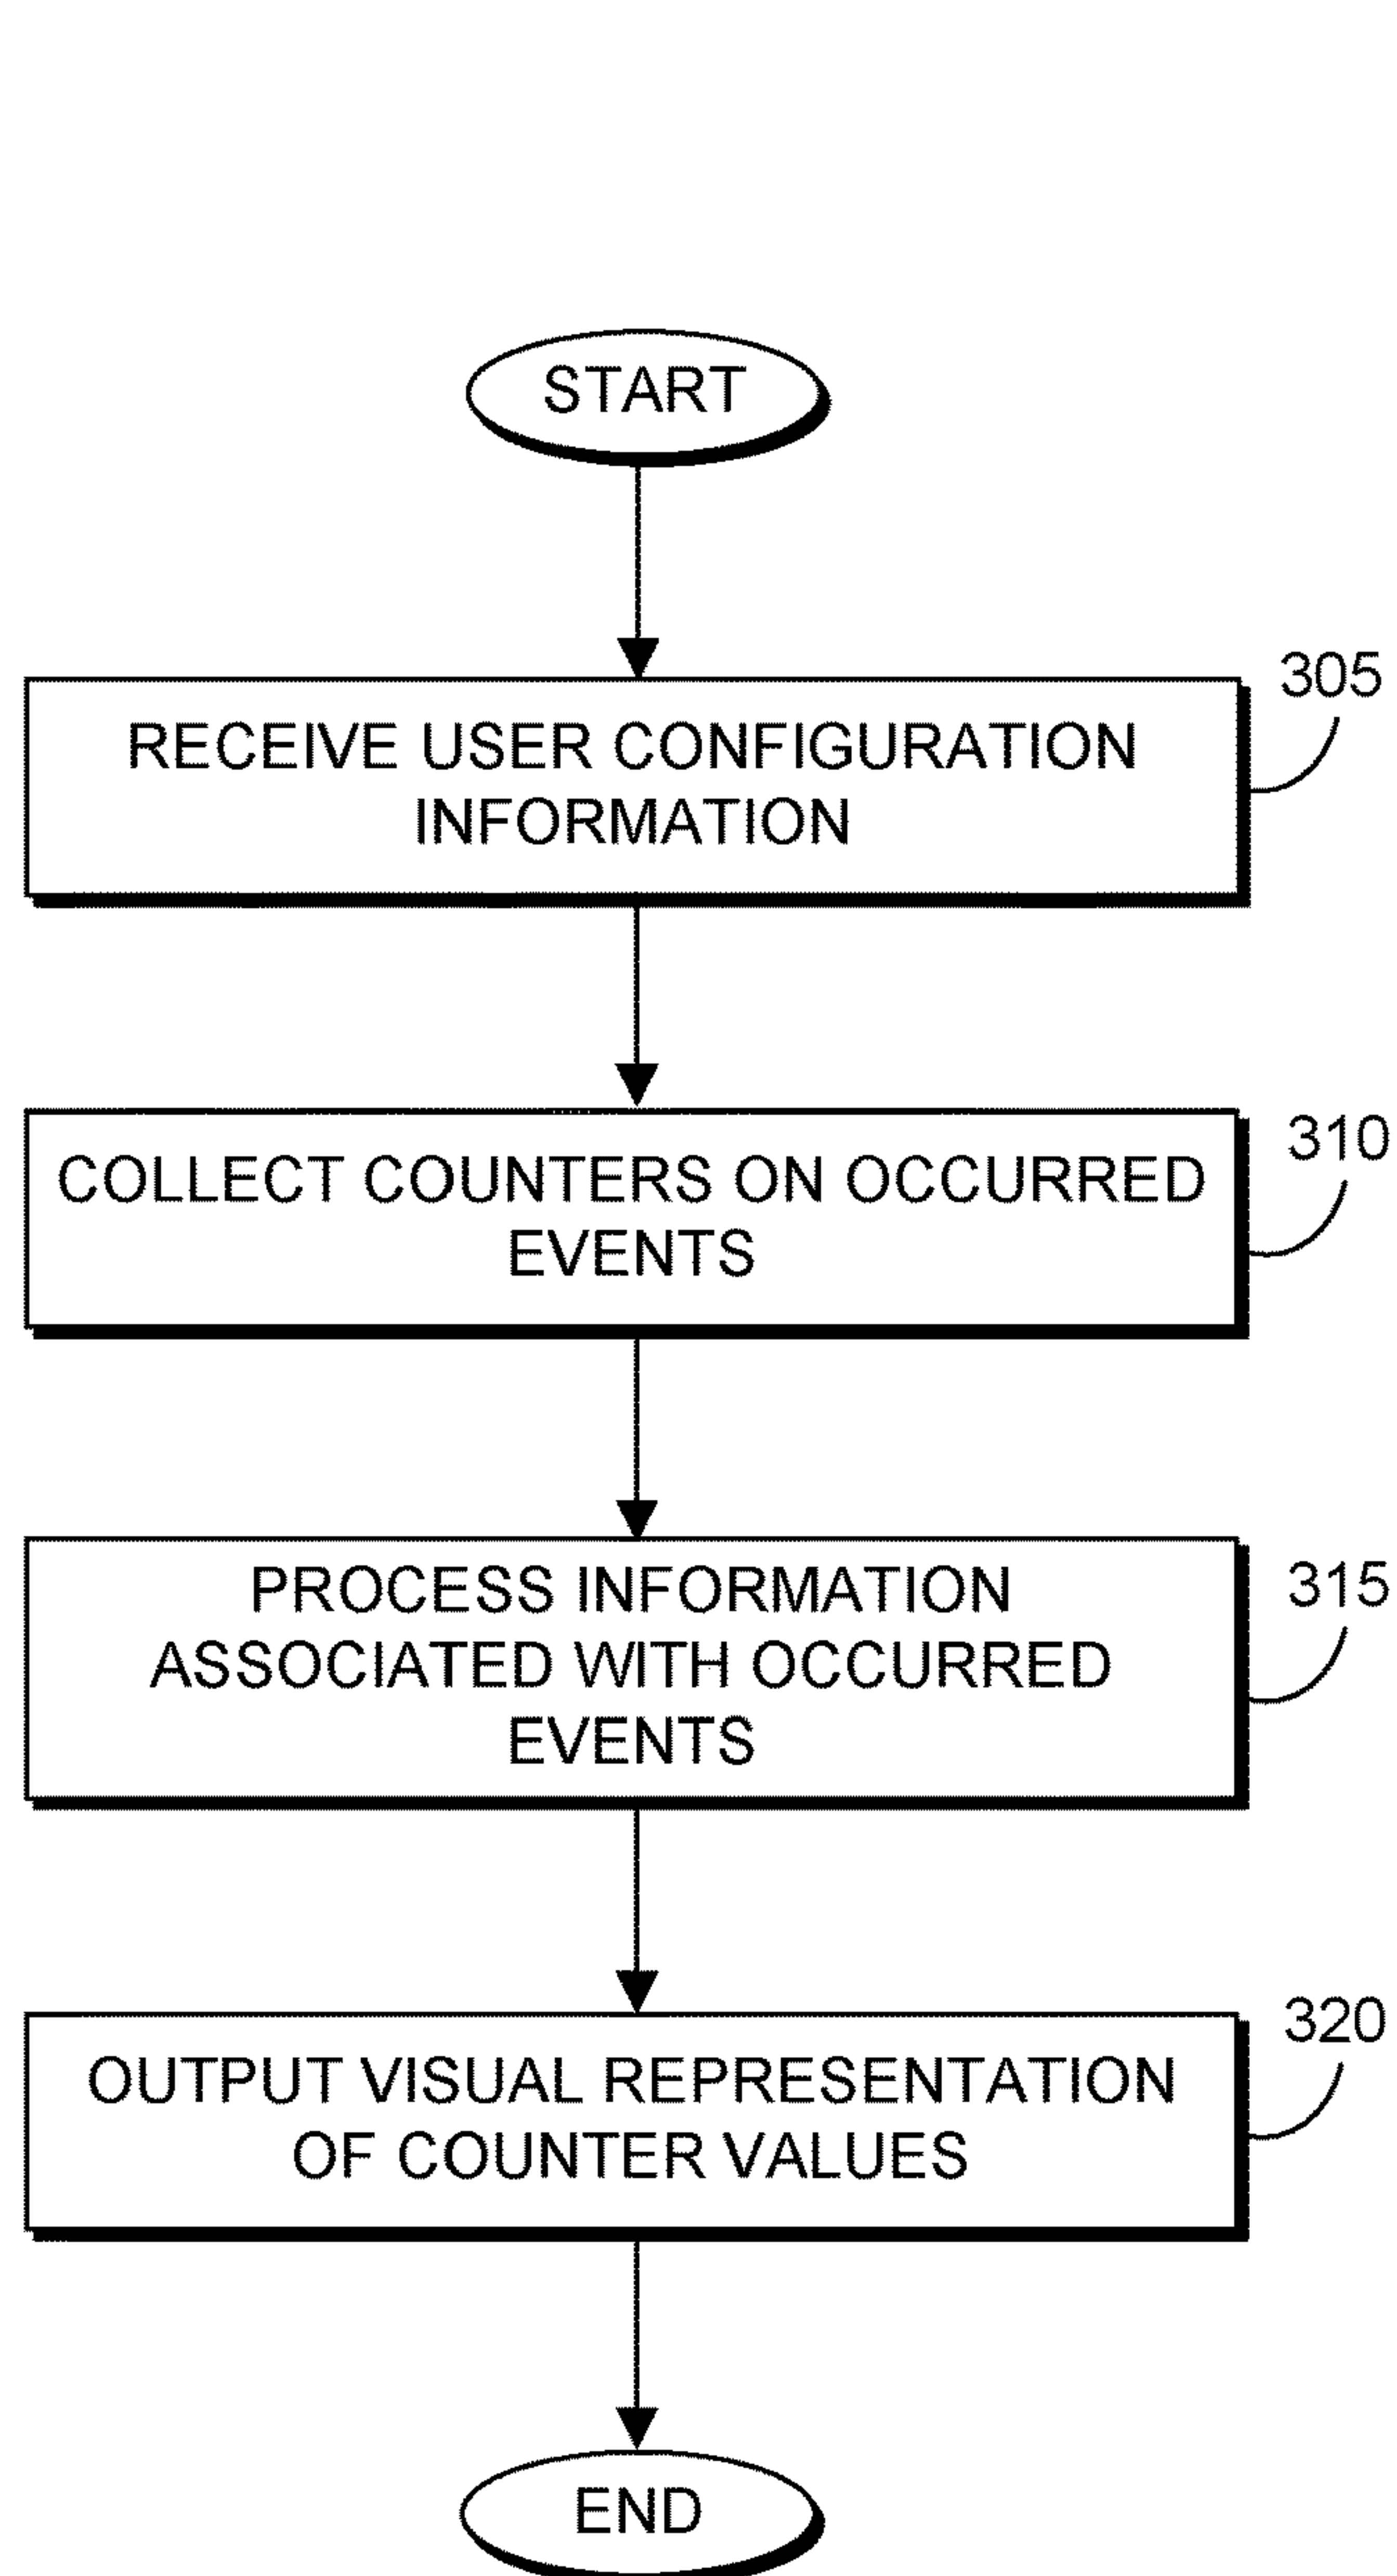 START
305
RECEIVE USER CONFIGURATION
INFORMATION
310
COLLECT COUNTERS ON OCCURRED
EVENTS
315
PROCESS INFORMATION
ASSOCIATED WITH OCCURRED
EVENTS
320
OUTPUT VISUAL REPRESENTATION
OF COUNTER VALUES
END